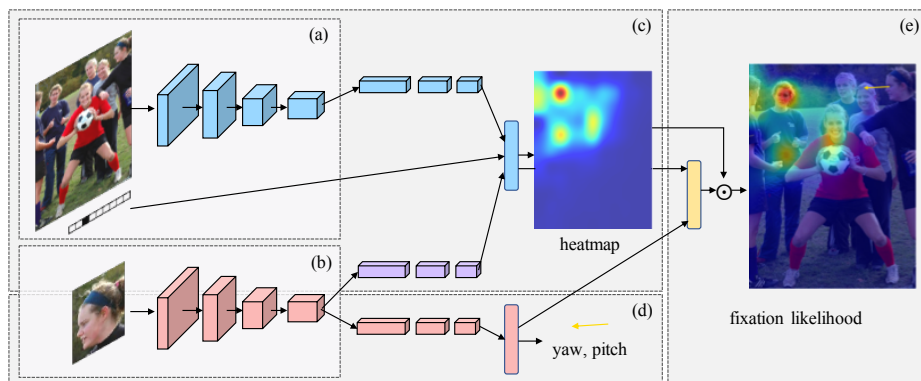 (a)
(c)
(e)
heatmap
(b)
(d)
yaw, pitch
fixation likelihood